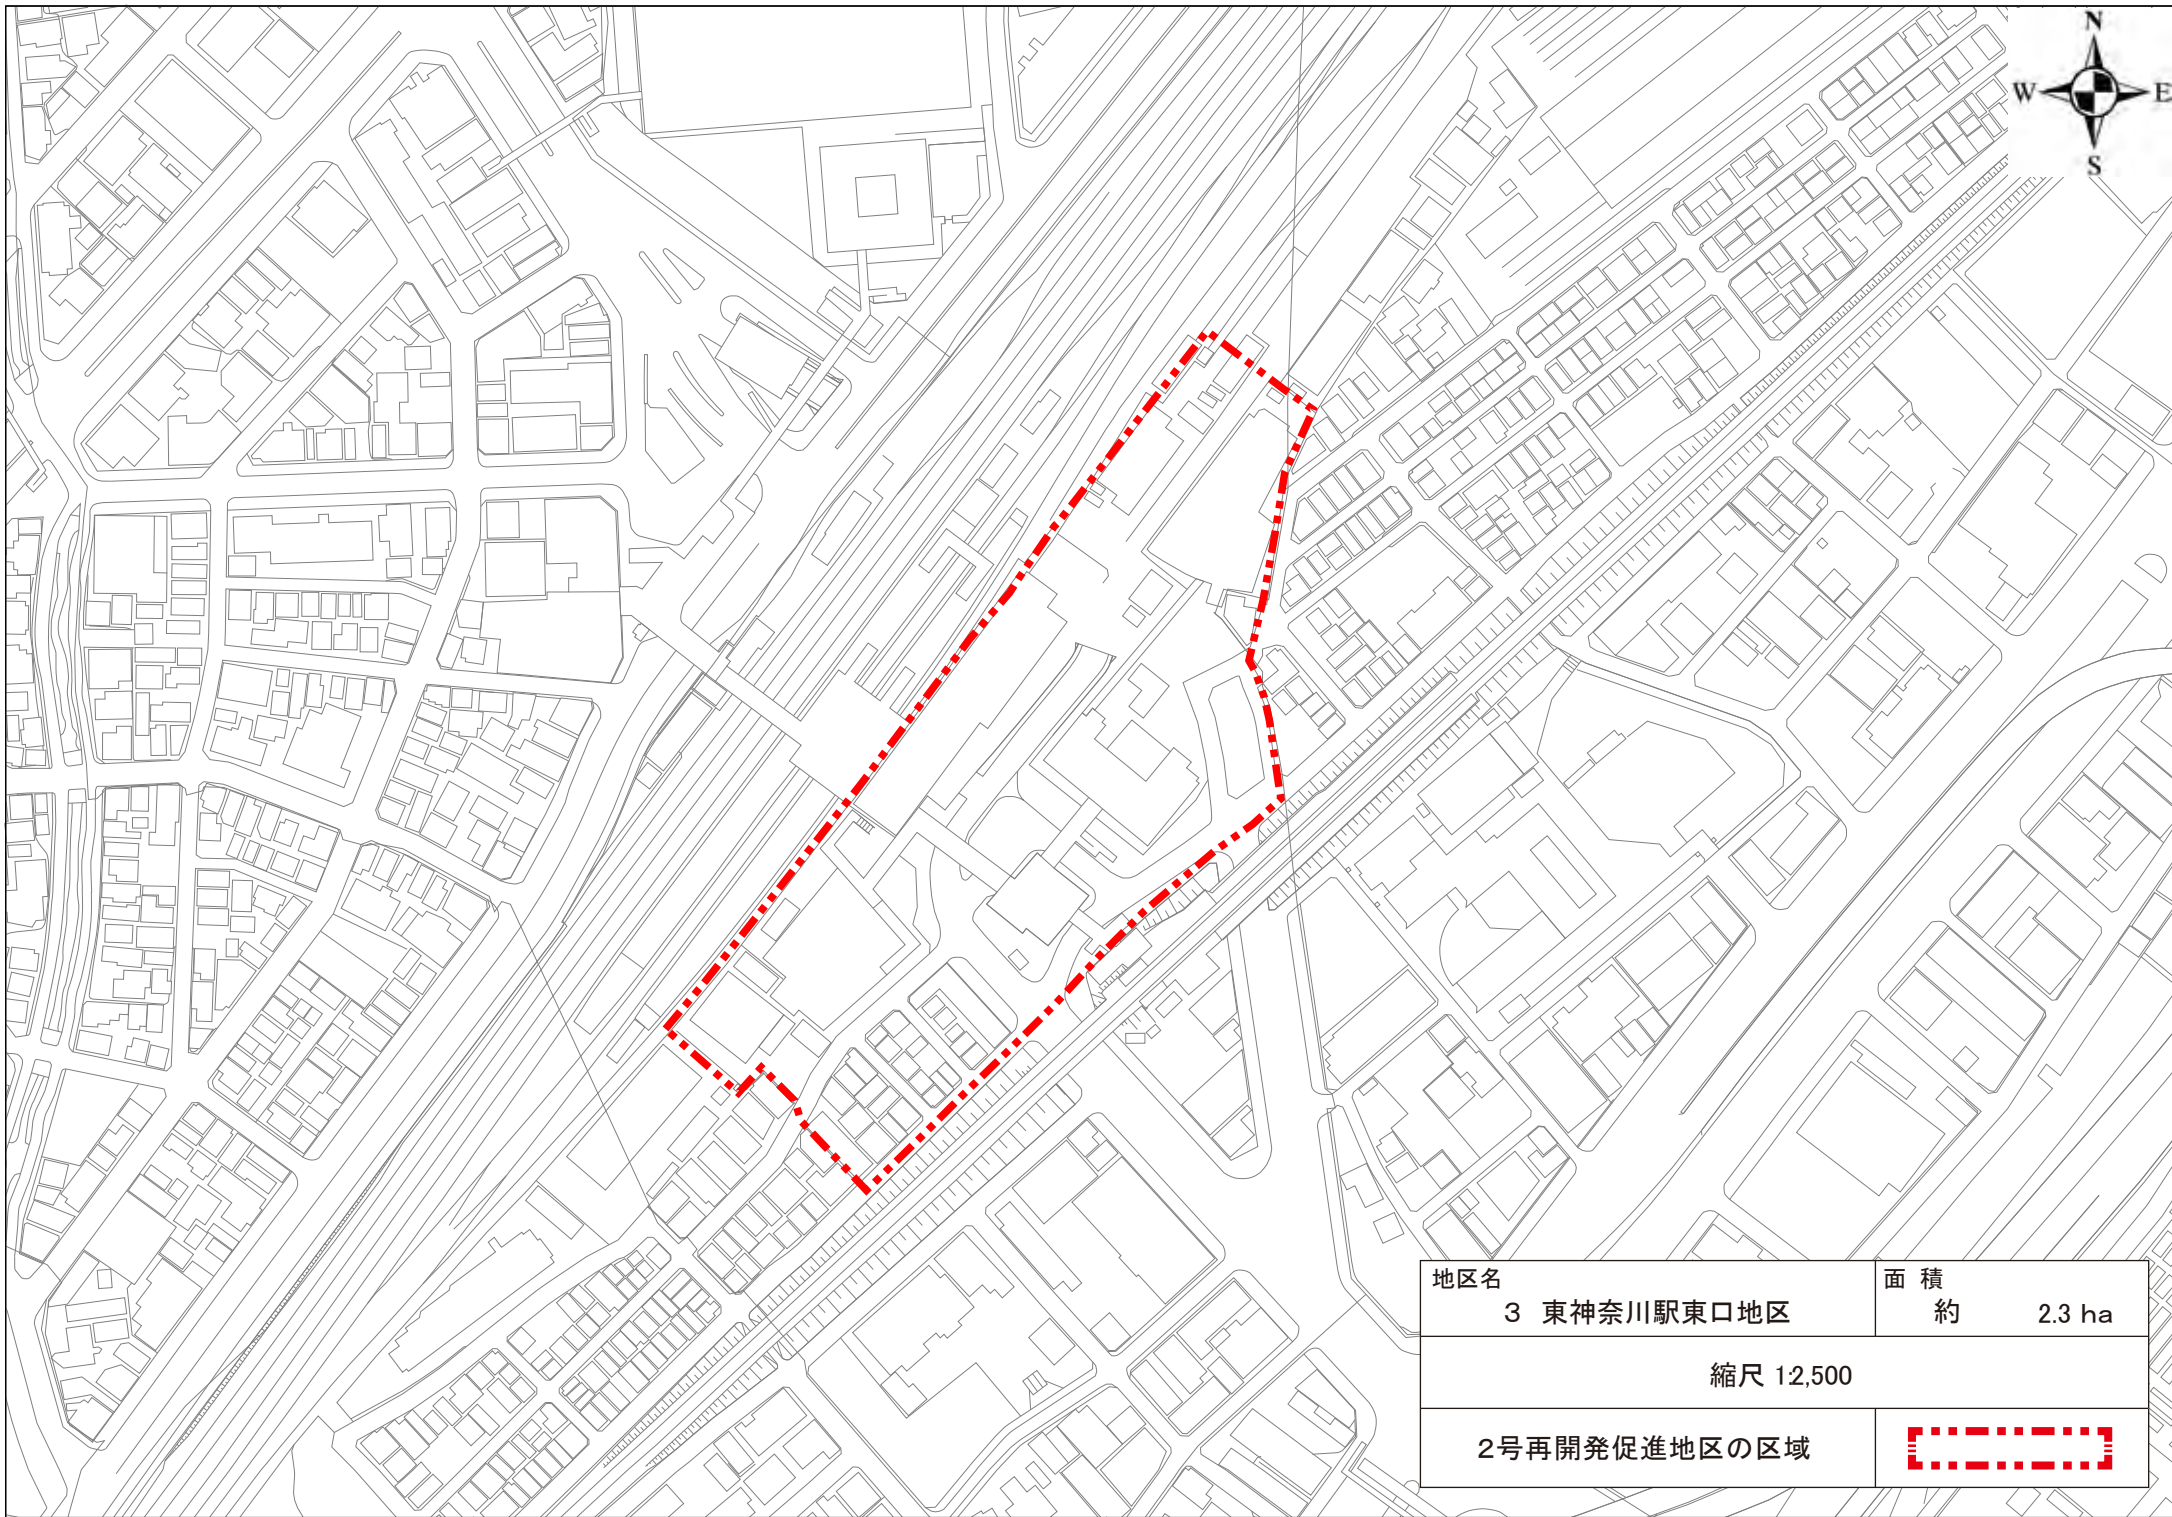 N
W E
S
地区名
3 東神奈川駅東口地区
面 積
約 2.3 ha
縮尺 1:2,500
2号再開発促進地区の区域